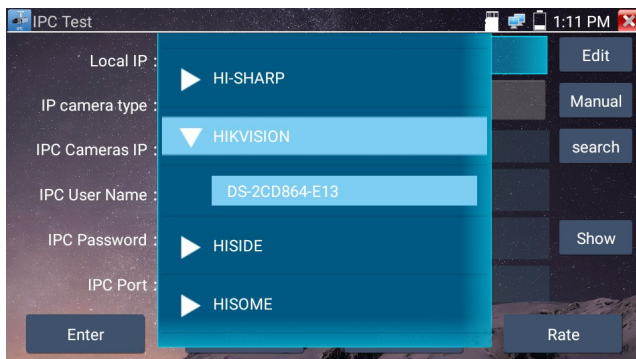 IPC Test 1:11 PM
Local IP : Edit
HI-SHARP
IP camera type : Manual
HIKVISION
IPC Cameras IP : search
IPC User Name : DS-2CD864-E13
IPC Password : HISIDE Show
IPC Port :
HISOME
Enter Rate